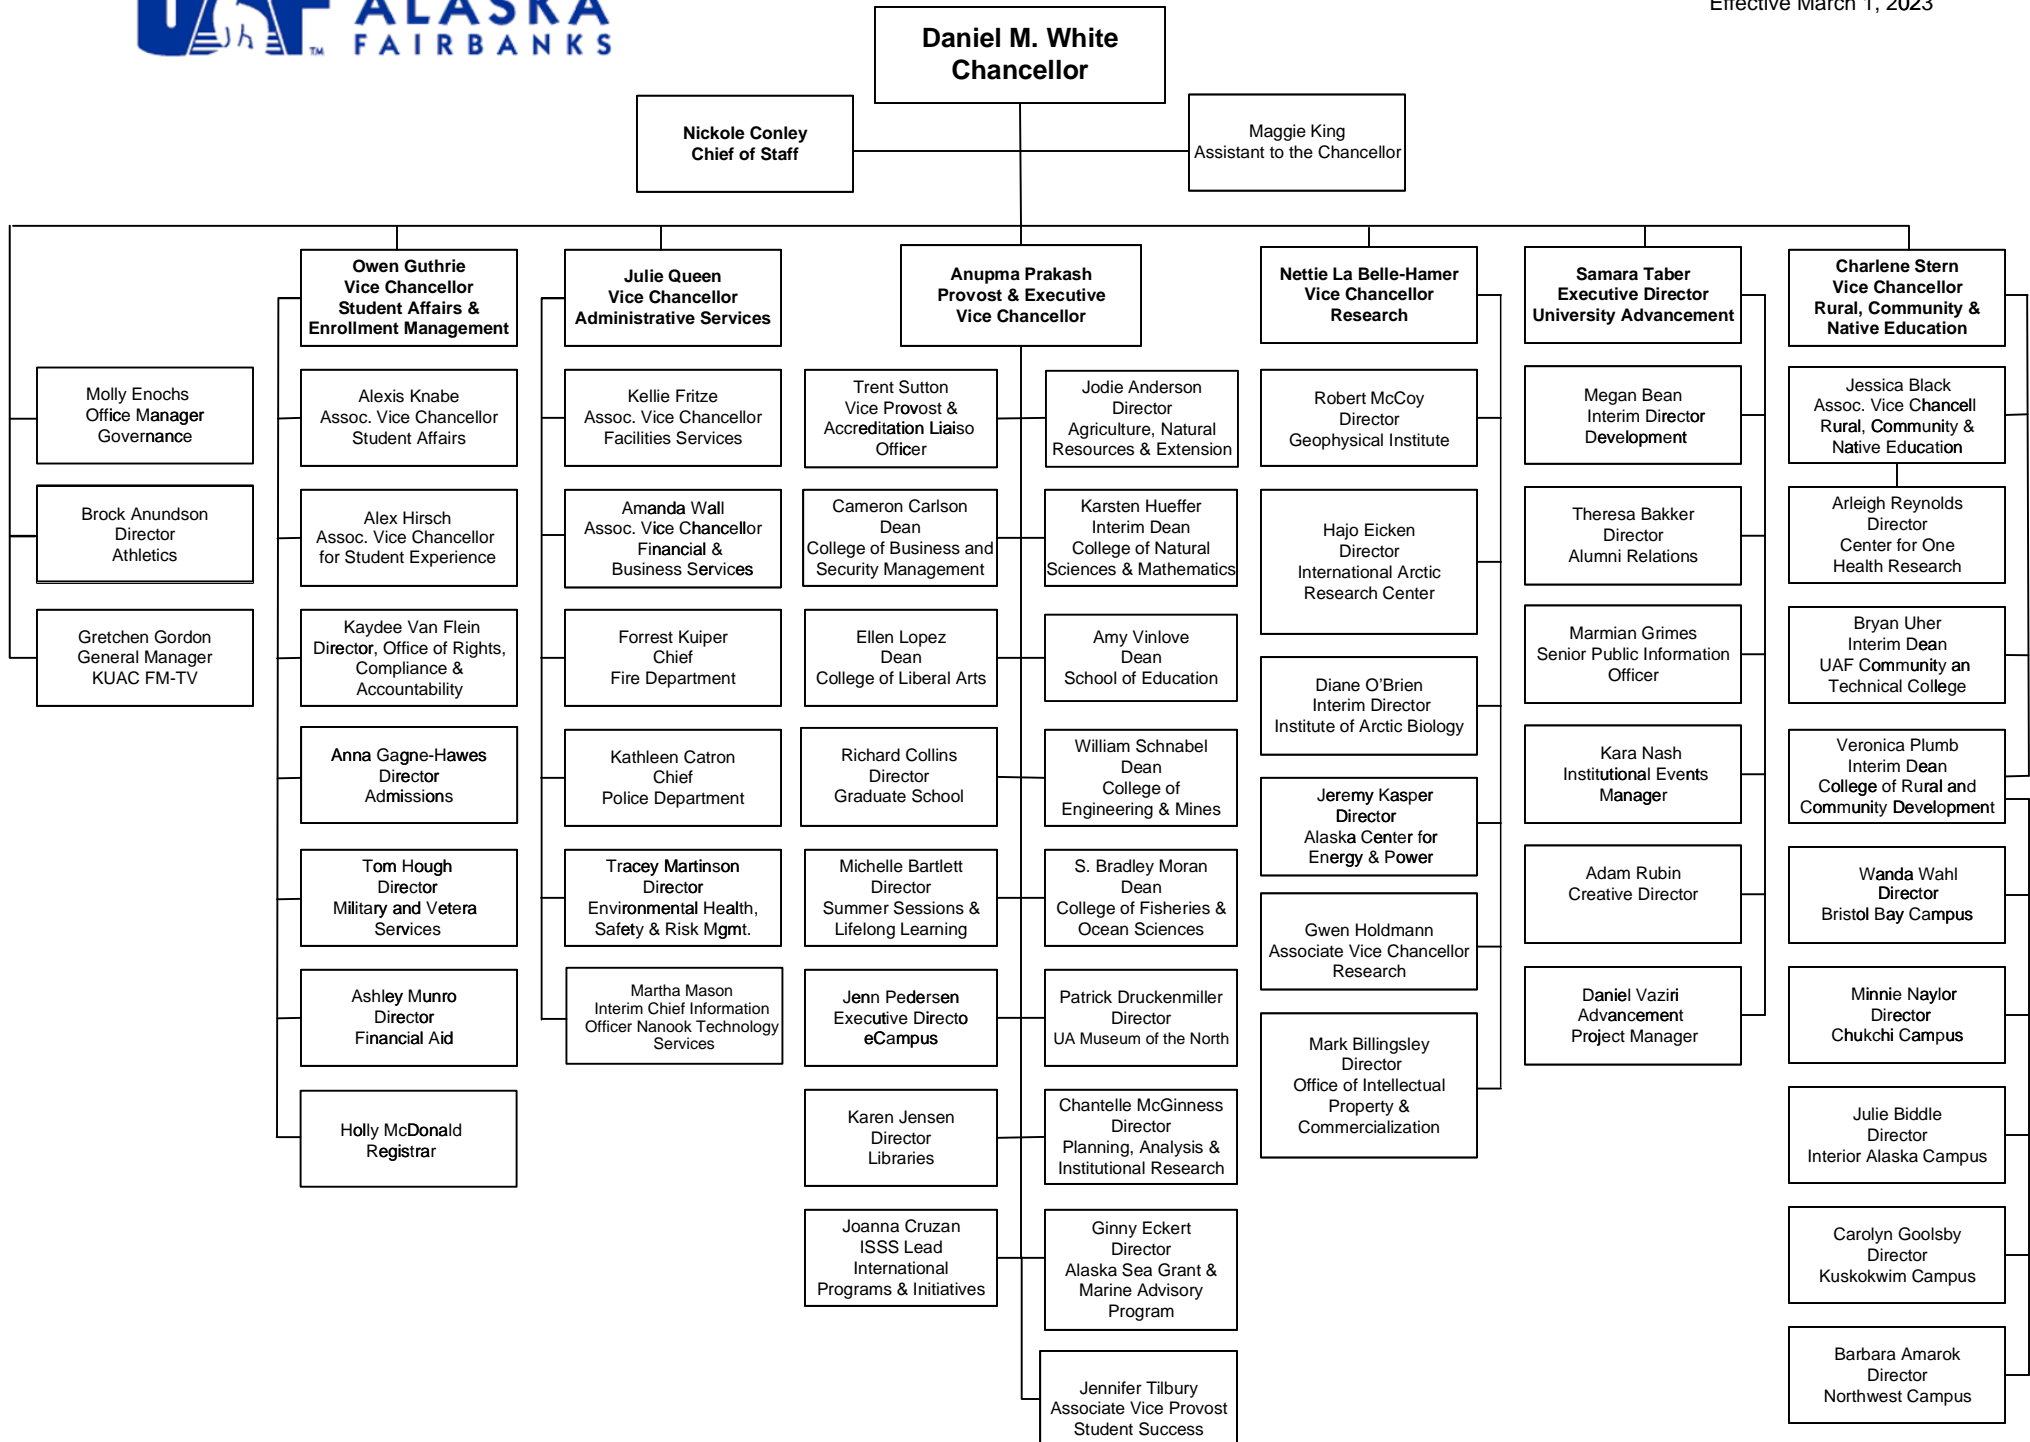 UAF ALASKA
FAIRBANKS
Effective March 1, 2023
Daniel M. White
Chancellor
Nickole Conley
Chief of Staff
Maggie King
Assistant to the Chancellor
Molly Enochs
Office Manager
Governance
Brock Anundson
Director
Athletics
Gretchen Gordon
General Manager
KUAC FM-TV
Owen Guthrie
Vice Chancellor
Student Affairs &
Enrollment Management
Alexis Knabe
Assoc. Vice Chancellor
Student Affairs
Alex Hirsch
Assoc. Vice Chancellor
for Student Experience
Kaydee Van Flein
Director, Office of Rights,
Compliance &
Accountability
Anna Gagne-Hawes
Director
Admissions
Tom Hough
Director
Military and Vetera
Services
Ashley Munro
Director
Financial Aid
Holly McDonald
Registrar
Julie Queen
Vice Chancellor
Administrative Services
Kellie Fritze
Assoc. Vice Chancellor
Facilities Services
Amanda Wall
Assoc. Vice Chancellor
Financial &
Business Services
Forrest Kuiper
Chief
Fire Department
Kathleen Catron
Chief
Police Department
Tracey Martinson
Director
Environmental Health,
Safety & Risk Mgmt.
Martha Mason
Interim Chief Information
Officer Nanook Technology
Services
Anupma Prakash
Provost & Executive
Vice Chancellor
Trent Sutton
Vice Provost &
Accreditation Liaiso
Officer
Cameron Carlson
Dean
College of Business and
Security Management
Ellen Lopez
Dean
College of Liberal Arts
Richard Collins
Director
Graduate School
Michelle Bartlett
Director
Summer Sessions &
Lifelong Learning
Jenn Pedersen
Executive Directo
eCampus
Karen Jensen
Director
Libraries
Joanna Cruzan
ISSS Lead
International
Programs & Initiatives
Jodie Anderson
Director
Agriculture, Natural
Resources & Extension
Karsten Hueffer
Interim Dean
College of Natural
Sciences & Mathematics
Amy Vinlove
Dean
School of Education
William Schnabel
Dean
College of
Engineering & Mines
S. Bradley Moran
Dean
College of Fisheries &
Ocean Sciences
Patrick Druckenmiller
Director
UA Museum of the North
Chantelle McGinness
Director
Planning, Analysis &
Institutional Research
Ginny Eckert
Director
Alaska Sea Grant &
Marine Advisory
Program
Jennifer Tilbury
Associate Vice Provost
Student Success
Nettie La Belle-Hamer
Vice Chancellor
Research
Robert McCoy
Director
Geophysical Institute
Hajo Eicken
Director
International Arctic
Research Center
Diane O’Brien
Interim Director
Institute of Arctic Biology
Jeremy Kasper
Director
Alaska Center for
Energy & Power
Gwen Holdmann
Associate Vice Chancellor
Research
Mark Billingsley
Director
Office of Intellectual
Property &
Commercialization
Samara Taber
Executive Director
University Advancement
Megan Bean
Interim Director
Development
Theresa Bakker
Director
Alumni Relations
Marmian Grimes
Senior Public Information
Officer
Kara Nash
Institutional Events
Manager
Adam Rubin
Creative Director
Daniel Vaziri
Advancement
Project Manager
Charlene Stern
Vice Chancellor
Rural, Community &
Native Education
Jessica Black
Assoc. Vice Chancell
Rural, Community &
Native Education
Arleigh Reynolds
Director
Center for One
Health Research
Bryan Uher
Interim Dean
UAF Community an
Technical College
Veronica Plumb
Interim Dean
College of Rural and
Community Development
Wanda Wahl
Director
Bristol Bay Campus
Minnie Naylor
Director
Chukchi Campus
Julie Biddle
Director
Interior Alaska Campus
Carolyn Goolsby
Director
Kuskokwim Campus
Barbara Amarok
Director
Northwest Campus